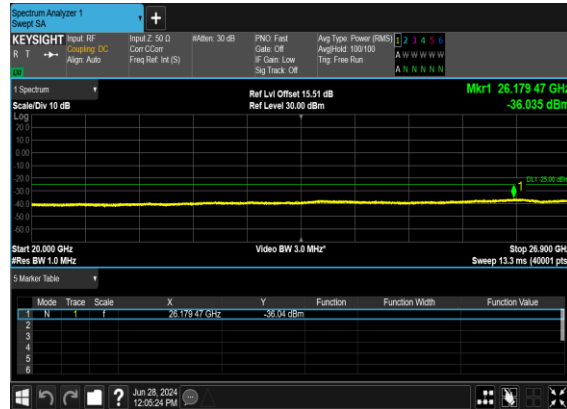 Spectrum Analyzer 1
Swept SA
+
KEYSIGHT Input: RF Input Z: 50 Ω #Atten: 30 dB PNO: Fast Avg Type: Power (RMS) 1 2 3 4 5 6
R T Coupling: DC Corr CCorr Gate: Off Avg|Hold: 100/100 A W W W W W
Align: Auto Freq Ref: Int (S) IF Gain: Low Trig: Free Run
Sig Track: Off A N N N N N
1 Spectrum Ref Lvl Offset 15.51 dB Mkr1 26.179 47 GHz
Scale/Div 10 dB Ref Level 30.00 dBm -36.035 dBm
Log
20.0
10.0
0.00
-10.0
-20.0 DL1 -25.00 dBm
-30.0 1
-40.0
-50.0
-60.0
Start 20.000 GHz Video BW 3.0 MHz* Stop 26.900 GHz
#Res BW 1.0 MHz Sweep 13.3 ms (40001 pts
5 Marker Table
Mode Trace Scale X Y Function Function Width Function Value
1 N 1 f 26.179 47 GHz -36.04 dBm
2
3
4
5
6
? Jun 28, 2024
12:05:24 PM